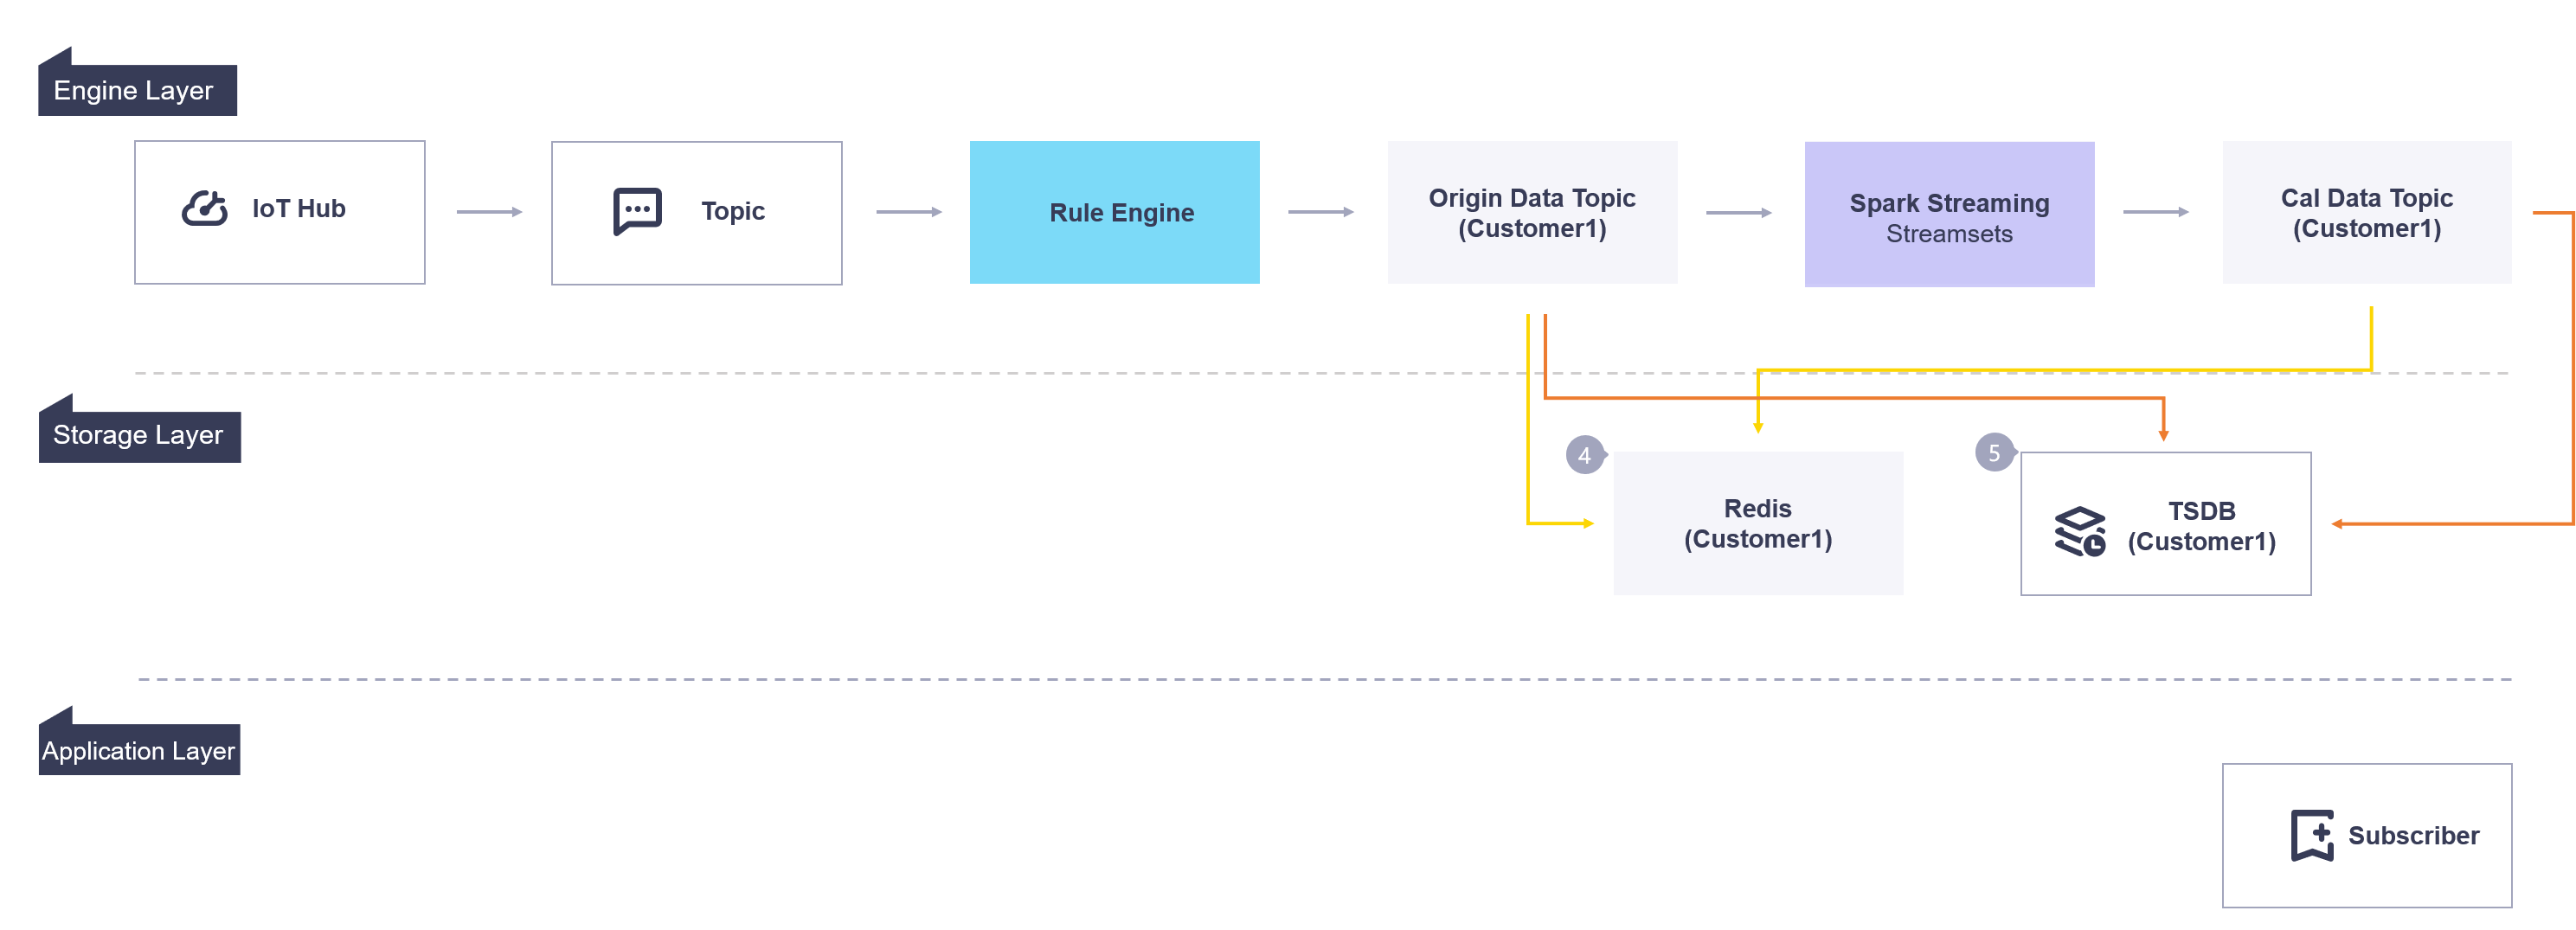 Engine Layer
IoT Hub
Topic
Rule Engine
Origin Data Topic
(Customer1)
Spark Streaming
Streamsets
Cal Data Topic
(Customer1)
Storage Layer
4
Redis
(Customer1)
5
TSDB
(Customer1)
Application Layer
Subscriber